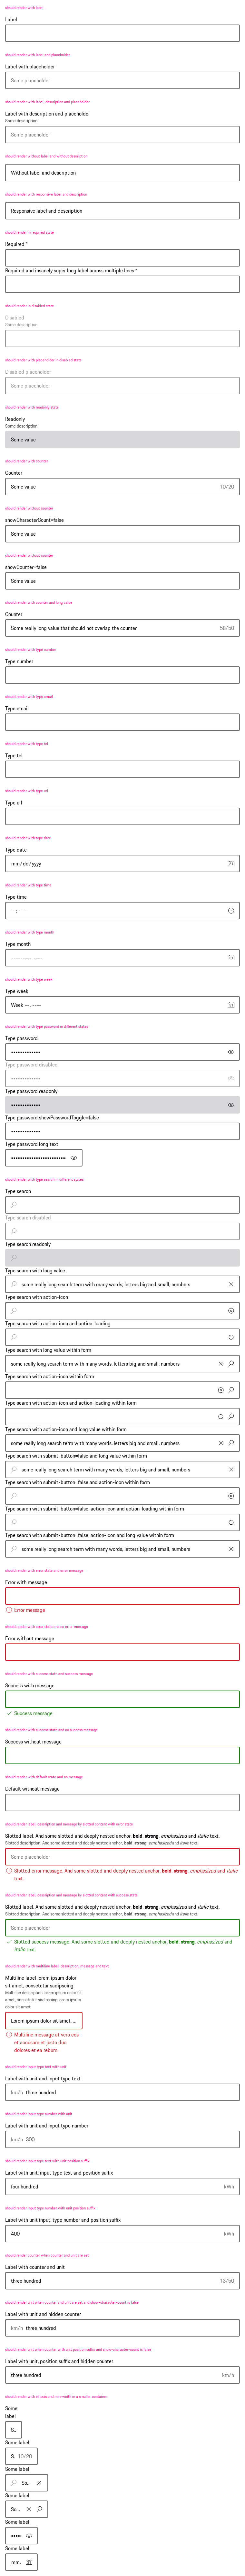 should render with label
Label
should render with label and placeholder
Label with placeholder
Some placeholder
should render with label, description and placeholder
Label with description and placeholder
Some description
Some placeholder
should render without label and without description
Without label and description
should render with responsive label and description
Responsive label and description
should render in required state
Required *
Required and insanely super long label across multiple lines *
should render in disabled state
Disabled
Some description
should render with placeholder in disabled state
Disabled placeholder
Some placeholder
should render with readonly state
Readonly
Some description
Some value
should render with counter
Counter
Some value 10/20
should render without counter
showCharacterCount=false
Some value
should render without counter
showCounter=false
Some value
should render with counter and long value
Counter
Some really long value that should not overlap the counter 58/50
should render with type number
Type number
should render with type email
Type email
should render with type tel
Type tel
should render with type url
Type url
should render with type date
Type date
mm/dd/yyyy
should render with type time
Type time
--:-- --
should render with type month
Type month
--------- ----
should render with type week
Type week
Week --, ----
should render with type password in different states
Type password
••••••••••••••
Type password disabled
••••••••••••••
Type password readonly
••••••••••••••
Type password showPasswordToggle=false
••••••••••••••
Type password long text
should render with type search in different states
Type search
Type search disabled
Type search readonly
Type search with long value
some really long search term with many words, letters big and small, numbers
Type search with action-icon
Type search with action-icon and action-loading
Type search with long value within form
some really long search term with many words, letters big and small, numbers
Type search with action-icon within form
Type search with action-icon and action-loading within form
Type search with action-icon and long value within form
some really long search term with many words, letters big and small, numbers
Type search with submit-button=false and long value within form
some really long search term with many words, letters big and small, numbers
Type search with submit-button=false and action-icon within form
Type search with submit-button=false, action-icon and action-loading within form
Type search with submit-button=false, action-icon and long value within form
some really long search term with many words, letters big and small, numbers
should render with error state and error message
Error with message
Error message
should render with error state and no error message
Error without message
should render with success state and success message
Success with message
Success message
should render with success state and no success message
Success without message
should render with default state and no message
Default without message
should render label, description and message by slotted content with error state
Slotted label. And some slotted and deeply nested anchor, bold, strong, emphasized and italic text.
Slotted description. And some slotted and deeply nested anchor, bold, strong, emphasized and italic text.
Some placeholder
Slotted error message. And some slotted and deeply nested anchor, bold, strong, emphasized and italic
text.
should render label, description and message by slotted content with success state
Slotted label. And some slotted and deeply nested anchor, bold, strong, emphasized and italic text.
Slotted description. And some slotted and deeply nested anchor, bold, strong, emphasized and italic text.
Some placeholder
Slotted success message. And some slotted and deeply nested anchor, bold, strong, emphasized and
italic text.
should render with multiline label, description, message and text
Multiline label lorem ipsum dolor
sit amet, consetetur sadipscing
Multiline description lorem ipsum dolor sit
amet, consetetur sadipscing lorem ipsum
dolor sit amet
Lorem ipsum dolor sit amet, ...
Multiline message at vero eos
et accusam et justo duo
dolores et ea rebum.
should render input type text with unit
Label with unit and input type text
km/h three hundred
should render input type number with unit
Label with unit and input type number
km/h 300
should render input type text with unit position suffix
Label with unit, input type text and position suffix
four hundred kWh
should render input type number with unit position suffix
Label with unit input, type number and position suffix
400 kWh
should render counter when counter and unit are set
Label with counter and unit
three hundred 13/50
should render unit when counter and unit are set and show-character-count is false
Label with unit and hidden counter
km/h three hundred
should render unit when counter with unit position suffix and show-character-count is false
Label with unit, position suffix and hidden counter
three hundred km/h
should render with ellipsis and min-width in a smaller container
Some
label
S..
Some label
S. 10/20
Some label
So...
Some label
So...
Some label
Some label